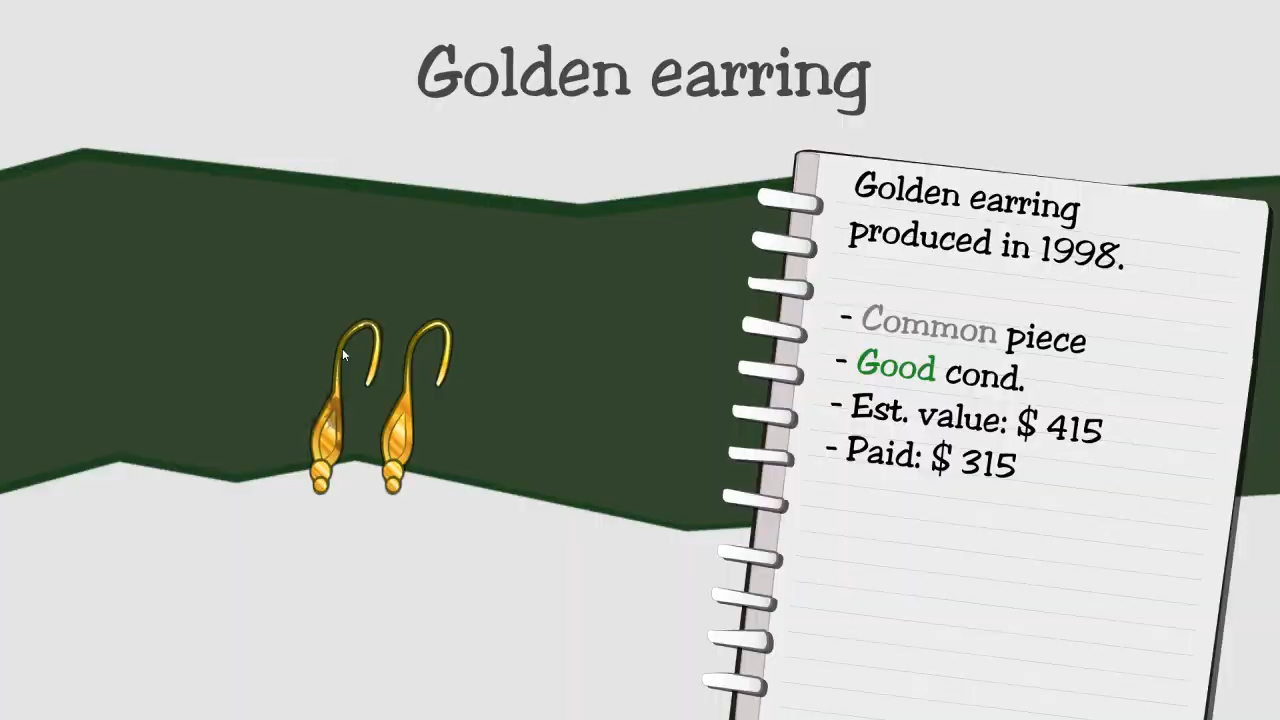 Golden earring
Golden earring
produced in 1998.
- Common piece
- Good cond.
- Est. value: $ 415
- Paid: $ 315